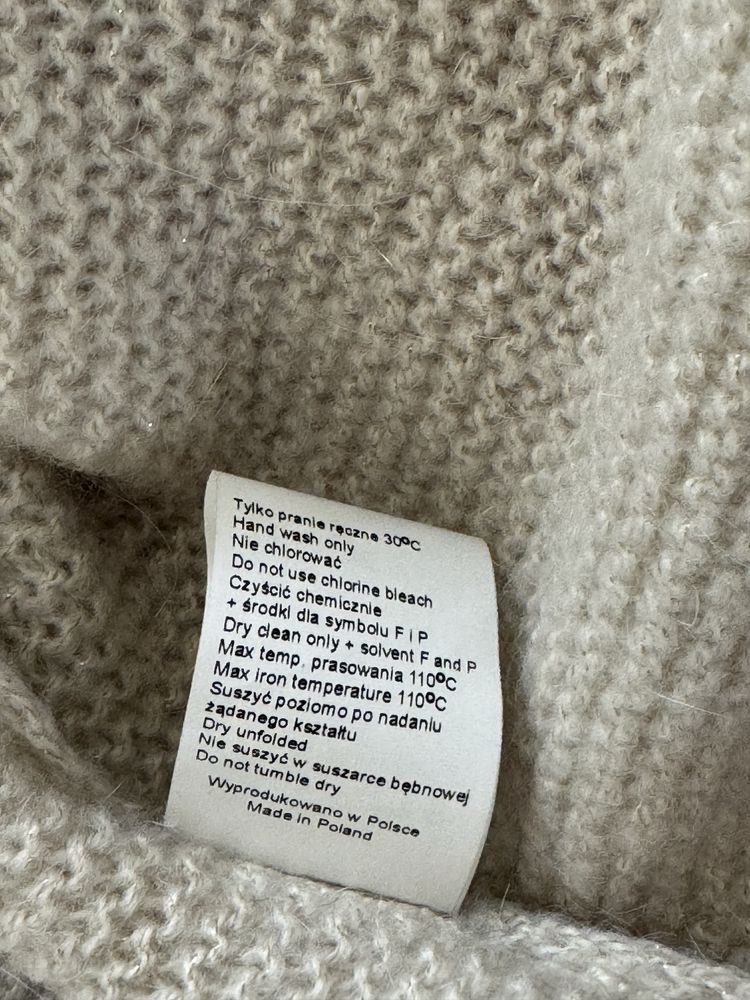 Tylko pranie ręczne 30ºC
Hand wash only
Nie chlorować
Do not use chlorine bleach
Czyścić chemicznie
+ środki dla symbolu F i P
Dry clean only + solvent F and P
Max temp. prasowania 110ºC
Max iron temperature 110ºC
Suszyć poziomo po nadaniu
żądanego kształtu
Dry unfolded
Nie suszyć w suszarce bębnowej
Do not tumble dry
Wyprodukowano w Polsce
Made in Poland